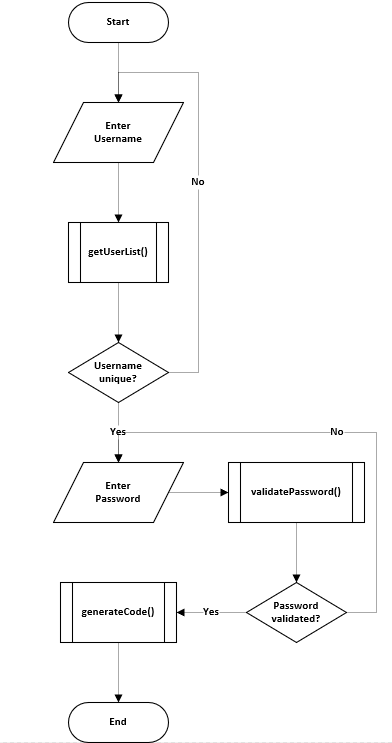 Start
Enter
Username
No
getUserList()
Username
unique?
Yes
No
Enter
Password
validatePassword()
Password
validated?
Yes
generateCode()
End